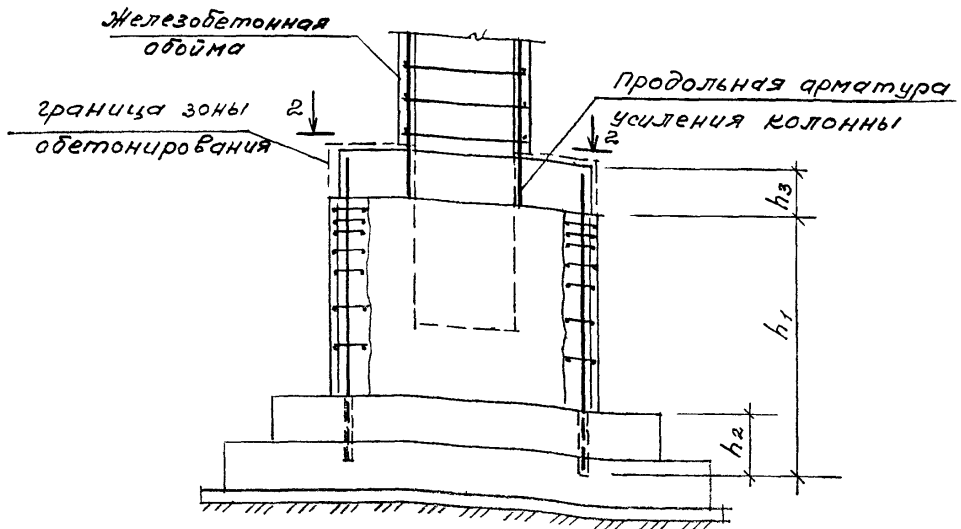 Железобетонная
обойма
граница зоны
обетонирования
2
2
Продольная арматура
усиления колонны
h3
h1
h2